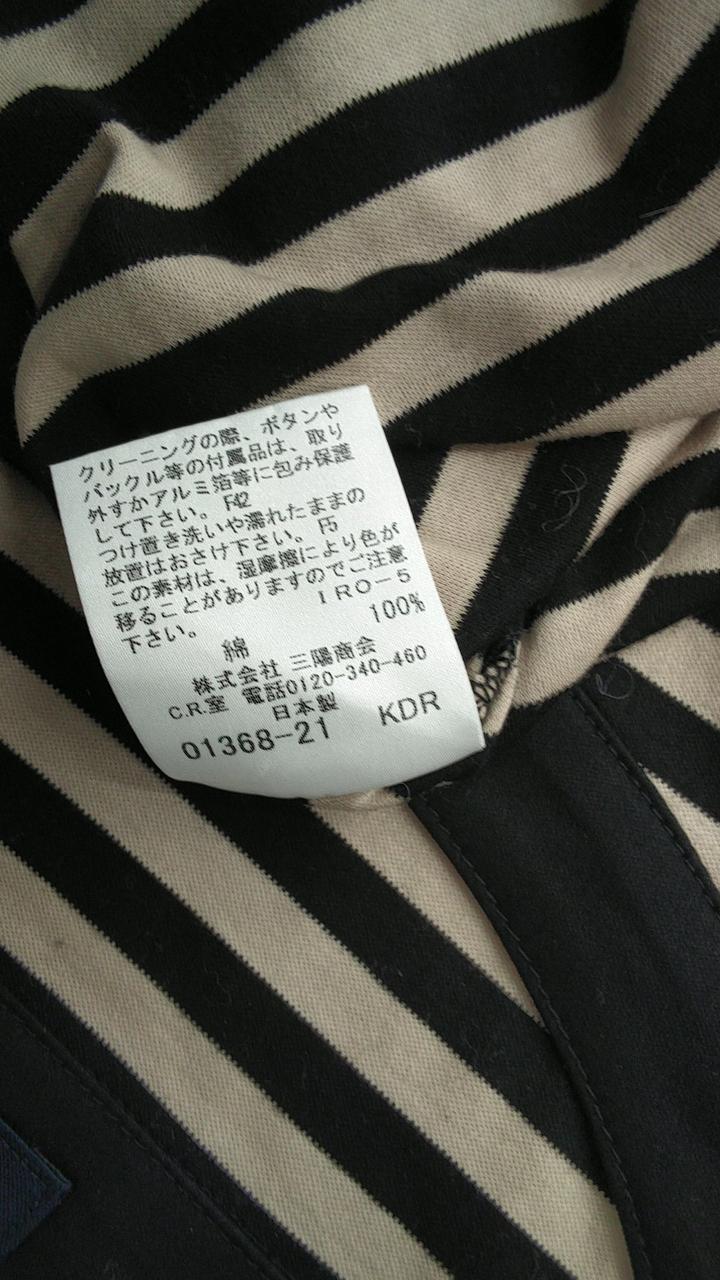 クリーニングの際、ボタンや
バックル等の付属品は、取り
外すかアルミ箔等に包み保護
して下さい。 F42
つけ置き洗いや濡れたままの
放置はおさけ下さい。 F5
この素材は、湿摩擦により色が
移ることがありますのでご注意
下さい。 IRO-5
綿 100%
株式会社 三陽商会
C.R.室 電話0120-340-460
日本製
01368-21 KDR